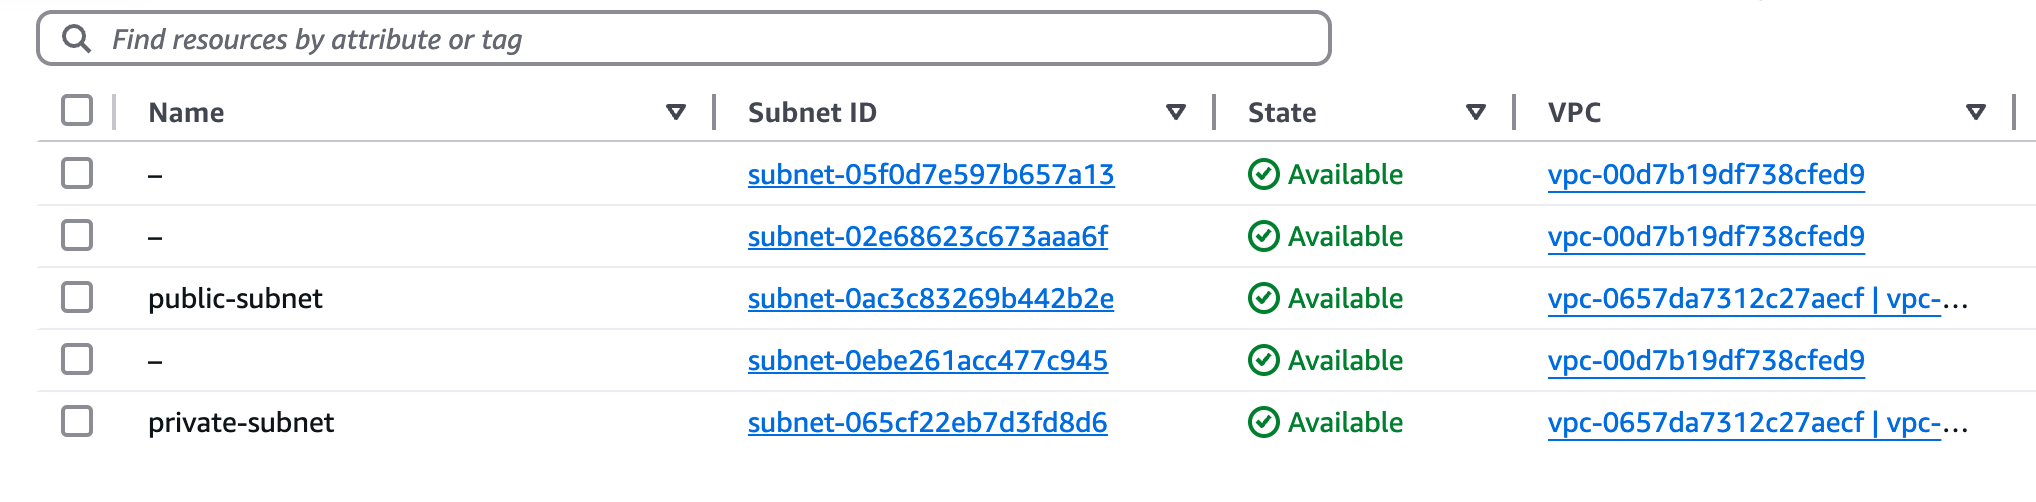 Find resources by attribute or tag
Name Subnet ID State VPC
– subnet-05f0d7e597b657a13 Available vpc-00d7b19df738cfed9
– subnet-02e68623c673aaa6f Available vpc-00d7b19df738cfed9
public-subnet subnet-0ac3c83269b442b2e Available vpc-0657da7312c27aecf | vpc-...
– subnet-0ebe261acc477c945 Available vpc-00d7b19df738cfed9
private-subnet subnet-065cf22eb7d3fd8d6 Available vpc-0657da7312c27aecf | vpc-...